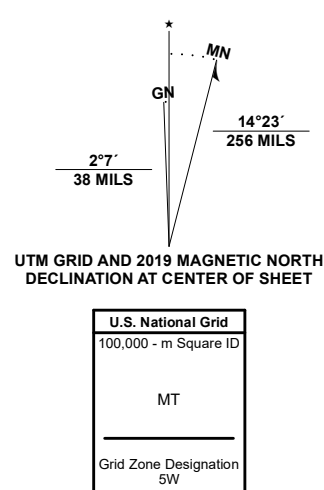 ★
MN
GN
14°23´
256 MILS
2°7´
38 MILS
UTM GRID AND 2019 MAGNETIC NORTH
DECLINATION AT CENTER OF SHEET
U.S. National Grid
100,000 - m Square ID
MT
Grid Zone Designation
5W